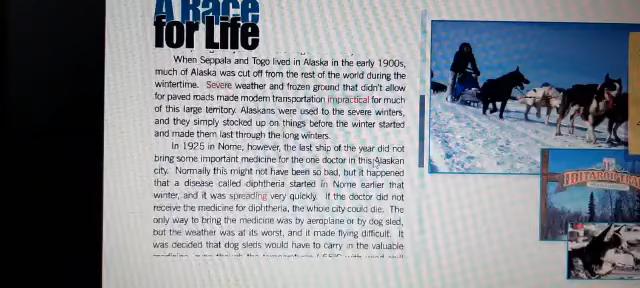 A Race
for Life
When Seppala and Togo lived in Alaska in the early 1900s,
much of Alaska was cut off from the rest of the world during the
wintertime. Severe weather and frozen ground that didn't allow
for paved roads made modern transportation impractical for much
of this large territory. Alaskans were used to the severe winters,
and they simply stocked up on things before the winter started
and made them last through the long winters.
In 1925 in Nome, however, the last ship of the year did not
bring some important medicine for the one doctor in this Alaskan
city. Normally this might not have been so bad, but it happened
that a disease called diphtheria started in Nome earlier that
winter, and it was spreading very quickly. If the doctor did not
receive the medicine for diphtheria, the whole city could die. The
only way to bring the medicine was by aeroplane or by dog sled,
but the weather was at its worst, and it made flying difficult. It
was decided that dog sleds would have to carry in the valuable